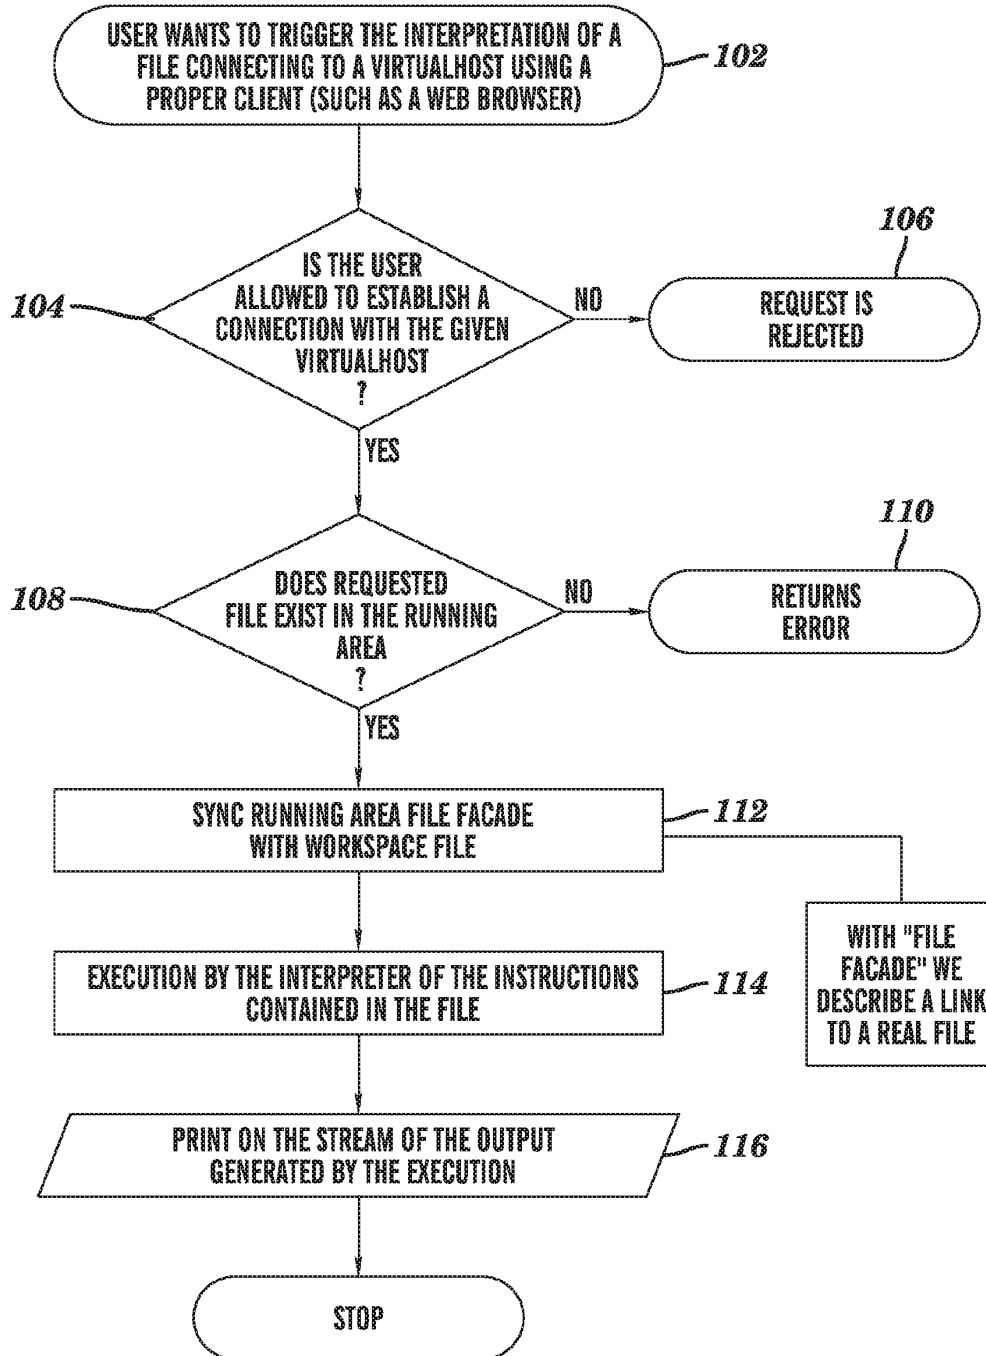 USER WANTS TO TRIGGER THE INTERPRETATION OF A
FILE CONNECTING TO A VIRTUALHOST USING A
PROPER CLIENT (SUCH AS A WEB BROWSER)
102
IS THE USER
ALLOWED TO ESTABLISH A
CONNECTION WITH THE GIVEN
VIRTUALHOST
?
104
NO
106
REQUEST IS
REJECTED
YES
DOES REQUESTED
FILE EXIST IN THE RUNNING
AREA
?
108
NO
110
RETURNS
ERROR
YES
SYNC RUNNING AREA FILE FACADE
WITH WORKSPACE FILE
112
WITH "FILE
FACADE" WE
DESCRIBE A LINK
TO A REAL FILE
EXECUTION BY THE INTERPRETER OF THE INSTRUCTIONS
CONTAINED IN THE FILE
114
PRINT ON THE STREAM OF THE OUTPUT
GENERATED BY THE EXECUTION
116
STOP